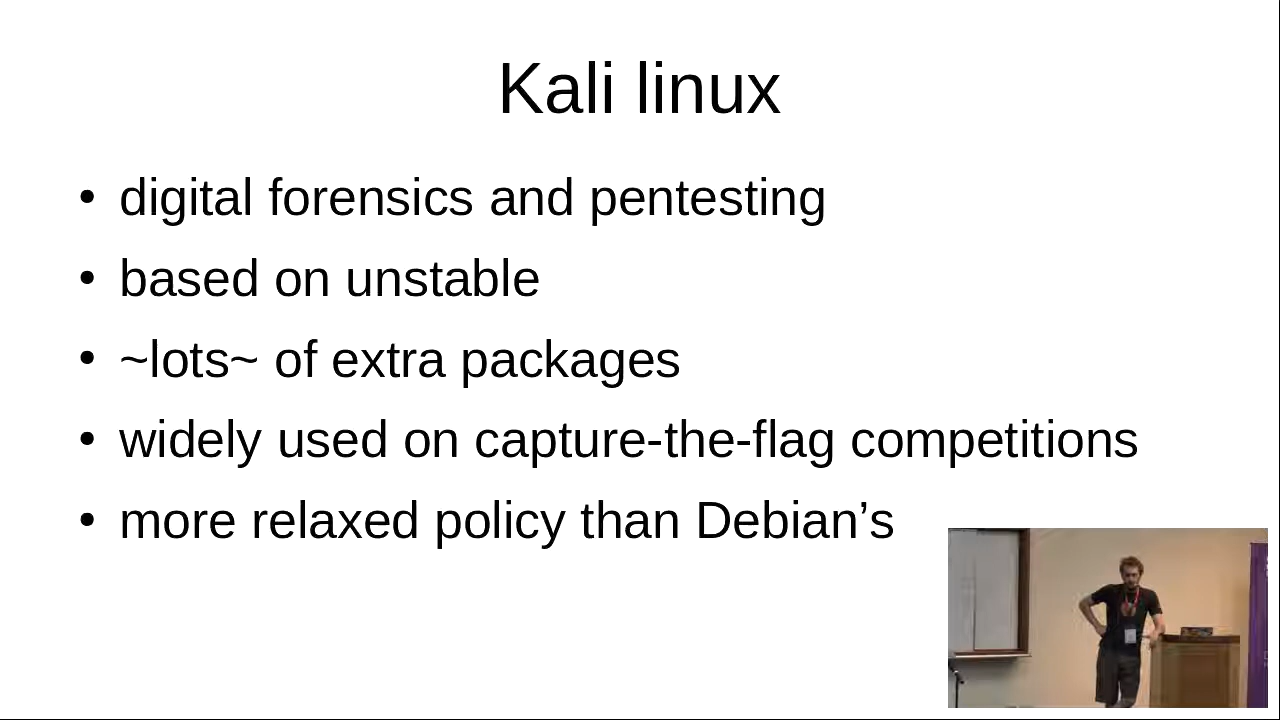 Kali linux
• digital forensics and pentesting
• based on unstable
• ~lots~ of extra packages
• widely used on capture-the-flag competitions
• more relaxed policy than Debian’s